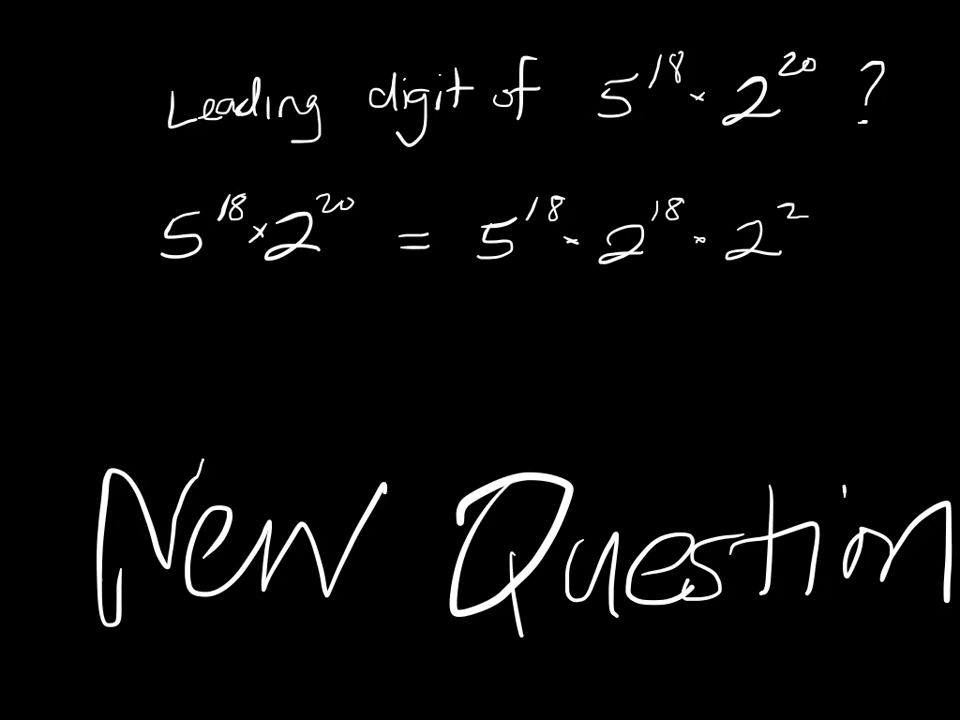 Leading digit of 5^18 · 2^20 ?
5^18 × 2^20 = 5^18 · 2^18 · 2^2
New Question